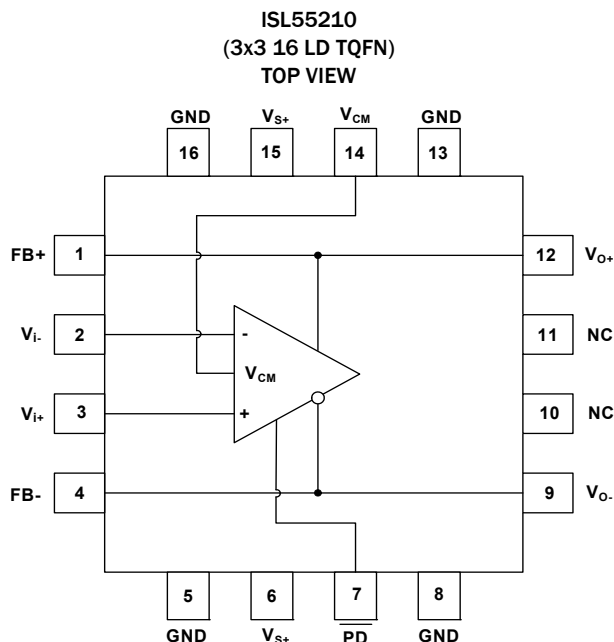 ISL55210
(3x3 16 LD TQFN)
TOP VIEW
GND VS+ VCM GND
16 15 14 13
FB+ 1 12 VO+
Vi- 2 - 11 NC
VCM
Vi+ 3 + 10 NC
FB- 4 9 VO-
5 6 7 8
GND VS+ PD GND